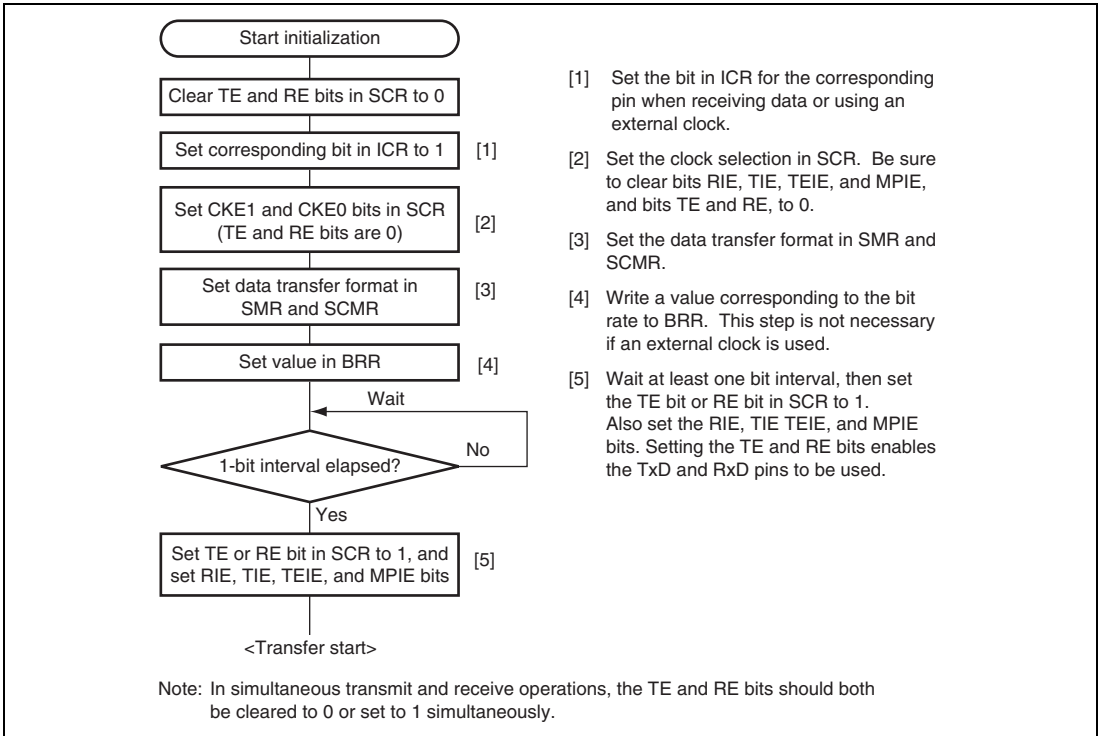 Start initialization
Clear TE and RE bits in SCR to 0
Set corresponding bit in ICR to 1
[1]
Set CKE1 and CKE0 bits in SCR
(TE and RE bits are 0)
[2]
Set data transfer format in
SMR and SCMR
[3]
Set value in BRR
[4]
Wait
No
1-bit interval elapsed?
Yes
Set TE or RE bit in SCR to 1, and
set RIE, TIE, TEIE, and MPIE bits
[5]
<Transfer start>
[1] Set the bit in ICR for the corresponding
pin when receiving data or using an
external clock.
[2] Set the clock selection in SCR. Be sure
to clear bits RIE, TIE, TEIE, and MPIE,
and bits TE and RE, to 0.
[3] Set the data transfer format in SMR and
SCMR.
[4] Write a value corresponding to the bit
rate to BRR. This step is not necessary
if an external clock is used.
[5] Wait at least one bit interval, then set
the TE bit or RE bit in SCR to 1.
Also set the RIE, TIE TEIE, and MPIE
bits. Setting the TE and RE bits enables
the TxD and RxD pins to be used.
Note: In simultaneous transmit and receive operations, the TE and RE bits should both
be cleared to 0 or set to 1 simultaneously.